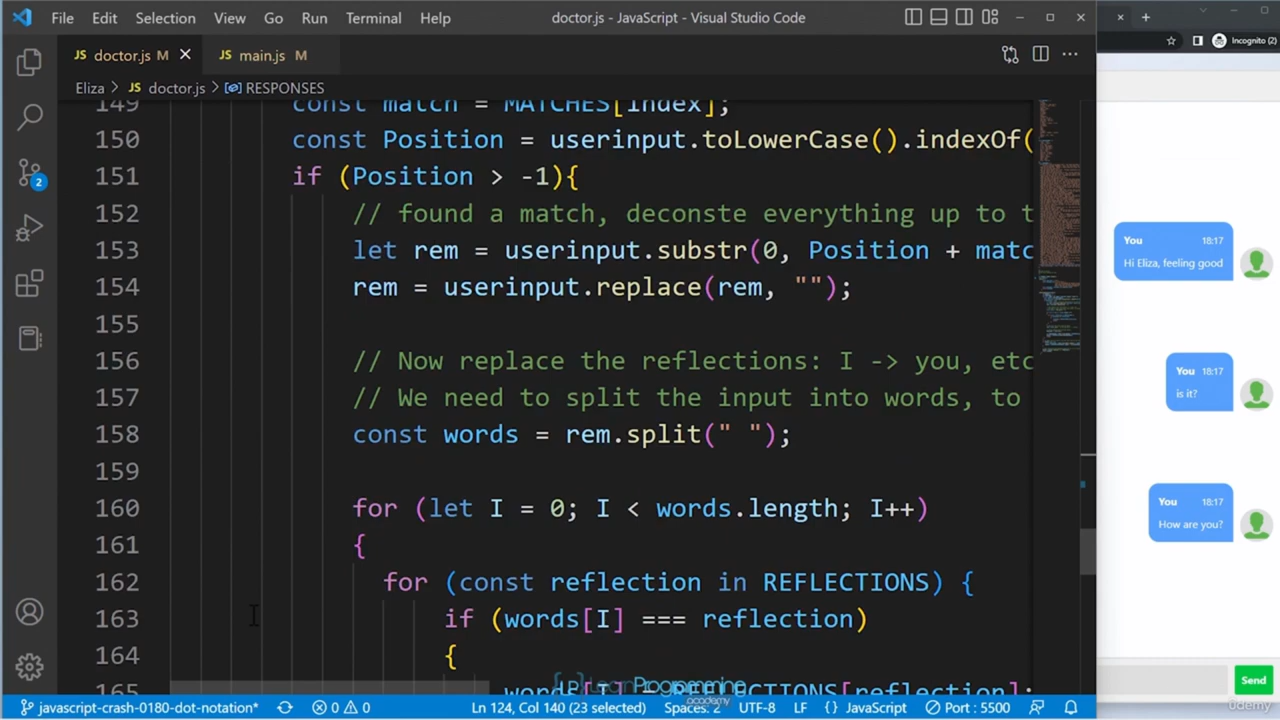 File Edit Selection View Go Run Terminal Help doctor.js - JavaScript - Visual Studio Code
JS doctor.js M JS main.js M
Incognito (2)
Eliza > JS doctor.js > RESPONSES
149 const match = MATCHES[index];
150 const Position = userinput.toLowerCase().indexOf(
151 if (Position > -1){
152 // found a match, deconste everything up to t
153 let rem = userinput.substr(0, Position + matc
154 rem = userinput.replace(rem, "");
155
156 // Now replace the reflections: I -> you, etc
157 // We need to split the input into words, to
158 const words = rem.split(" ");
159
160 for (let I = 0; I < words.length; I++)
161 {
162 for (const reflection in REFLECTIONS) {
163 if (words[I] === reflection)
164 {
165 words[I] = REFLECTIONS[reflection];
You 18:17
Hi Eliza, feeling good
You 18:17
is it?
You 18:17
How are you?
Send
2
Learn Programming
academy
javascript-crash-0180-dot-notation* 0 0 Ln 124, Col 140 (23 selected) Spaces: 2 UTF-8 LF {} JavaScript Port : 5500
udemy